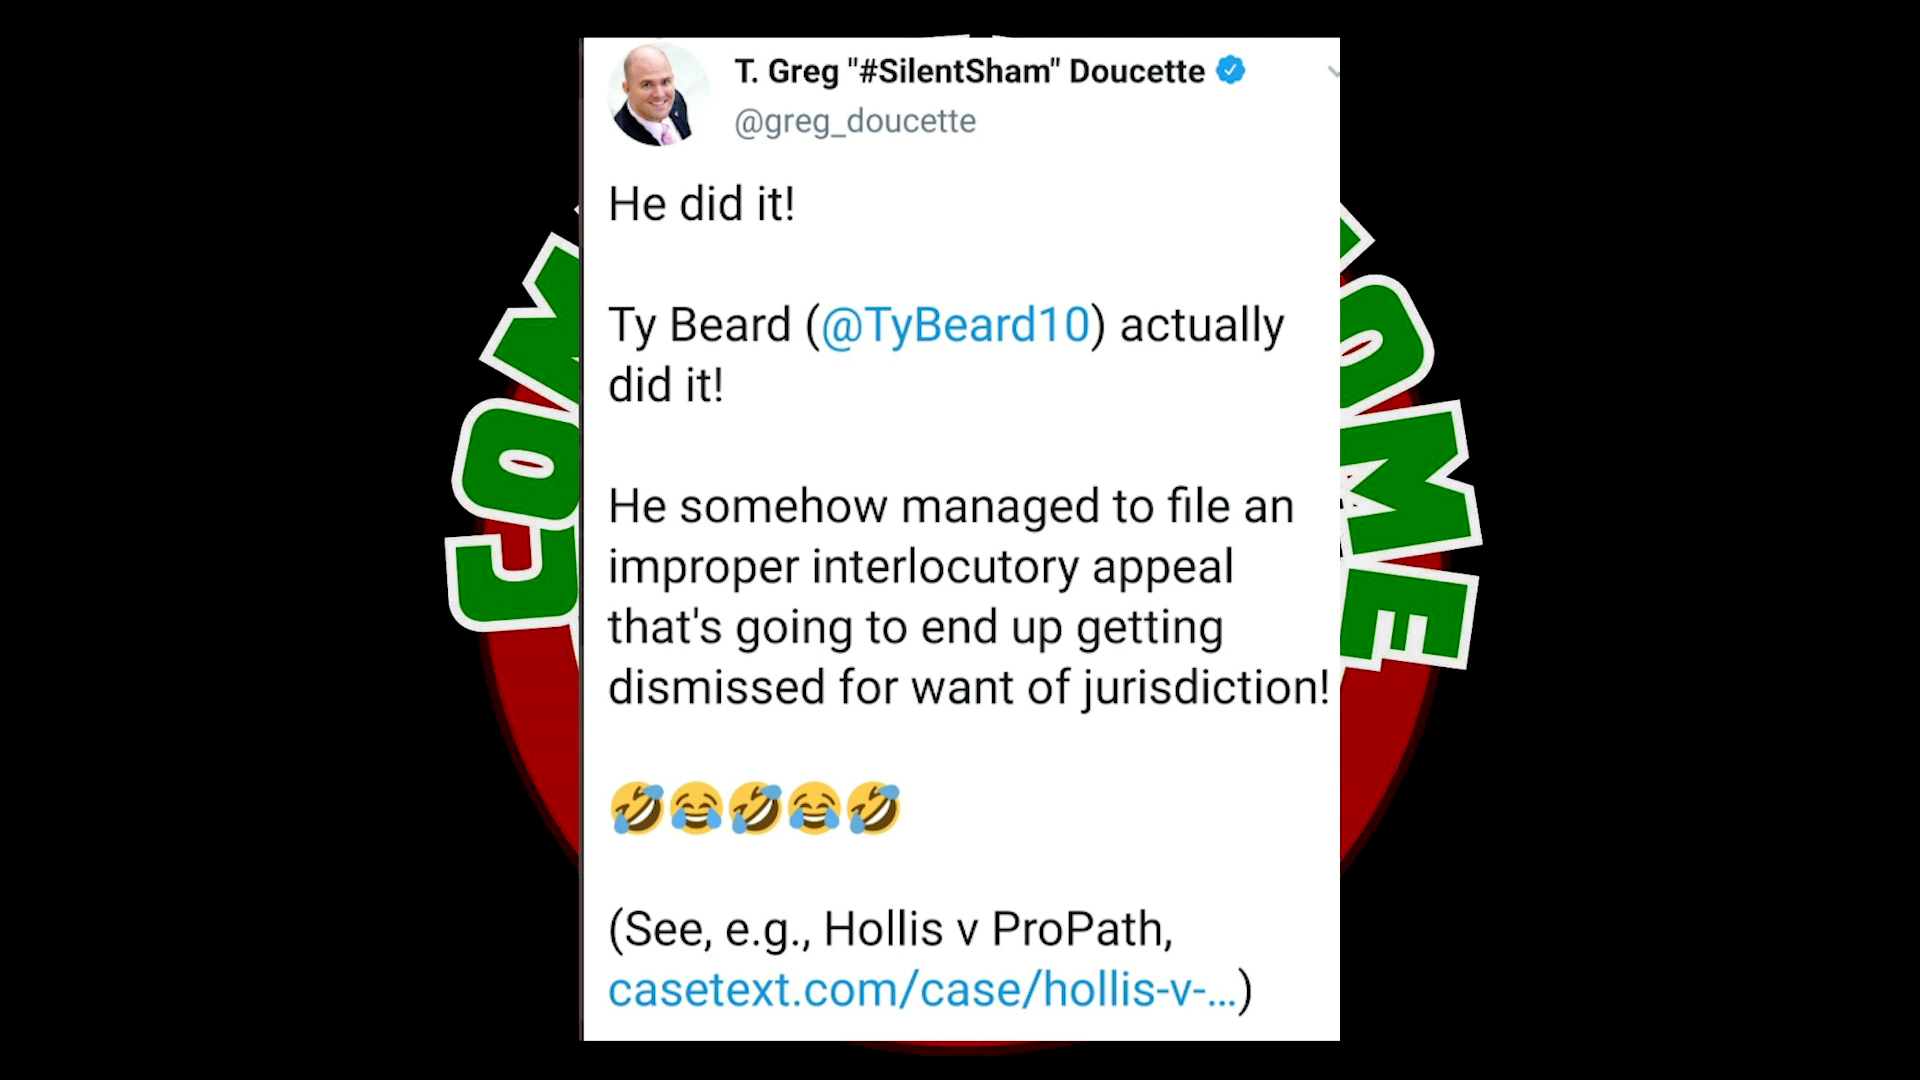 T. Greg "#SilentSham" Doucette
@greg_doucette
He did it!
Ty Beard (@TyBeard10) actually
did it!
He somehow managed to file an
improper interlocutory appeal
that's going to end up getting
dismissed for want of jurisdiction!
🤣😂🤣😂🤣
(See, e.g., Hollis v ProPath,
casetext.com/case/hollis-v-…)
COM
OME